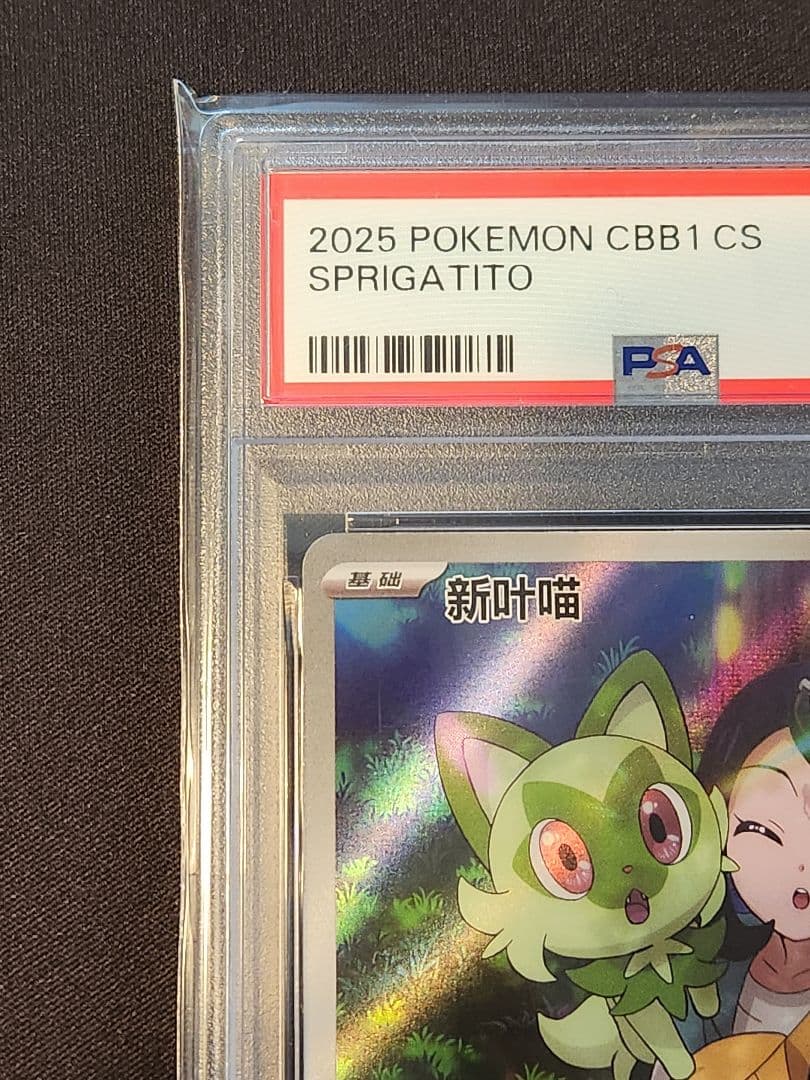 2025 POKEMON CBB1 CS
SPRIGATITO
PSA
基础
新叶喵